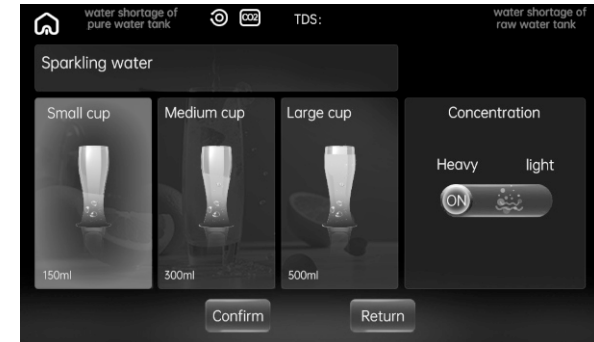 water shortage of
pure water tank
CO2
TDS:
water shortage of
raw water tank
Sparkling water
Small cup
Medium cup
Large cup
Concentration
Heavy
light
ON
150ml
300ml
500ml
Confirm
Return